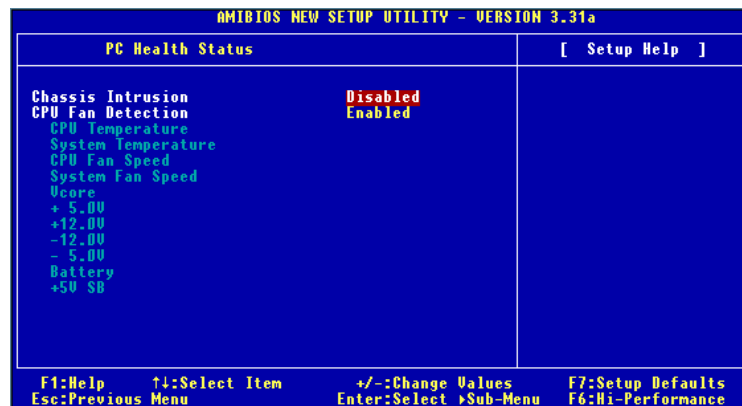 AMIBIOS NEW SETUP UTILITY - VERSION 3.31a
PC Health Status
[ Setup Help ]
Chassis Intrusion Disabled
CPU Fan Detection Enabled
CPU Temperature
System Temperature
CPU Fan Speed
System Fan Speed
Vcore
+ 5.0V
+12.0V
-12.0V
- 5.0V
Battery
+5V SB
F1:Help ↑↓:Select Item +/-:Change Values F7:Setup Defaults
Esc:Previous Menu Enter:Select ▶Sub-Menu F6:Hi-Performance